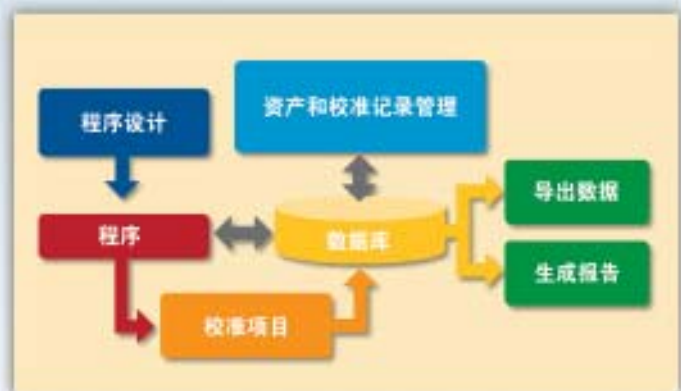 程序设计
资产和校准记录管理
程序
数据库
导出数据
生成报告
校准项目